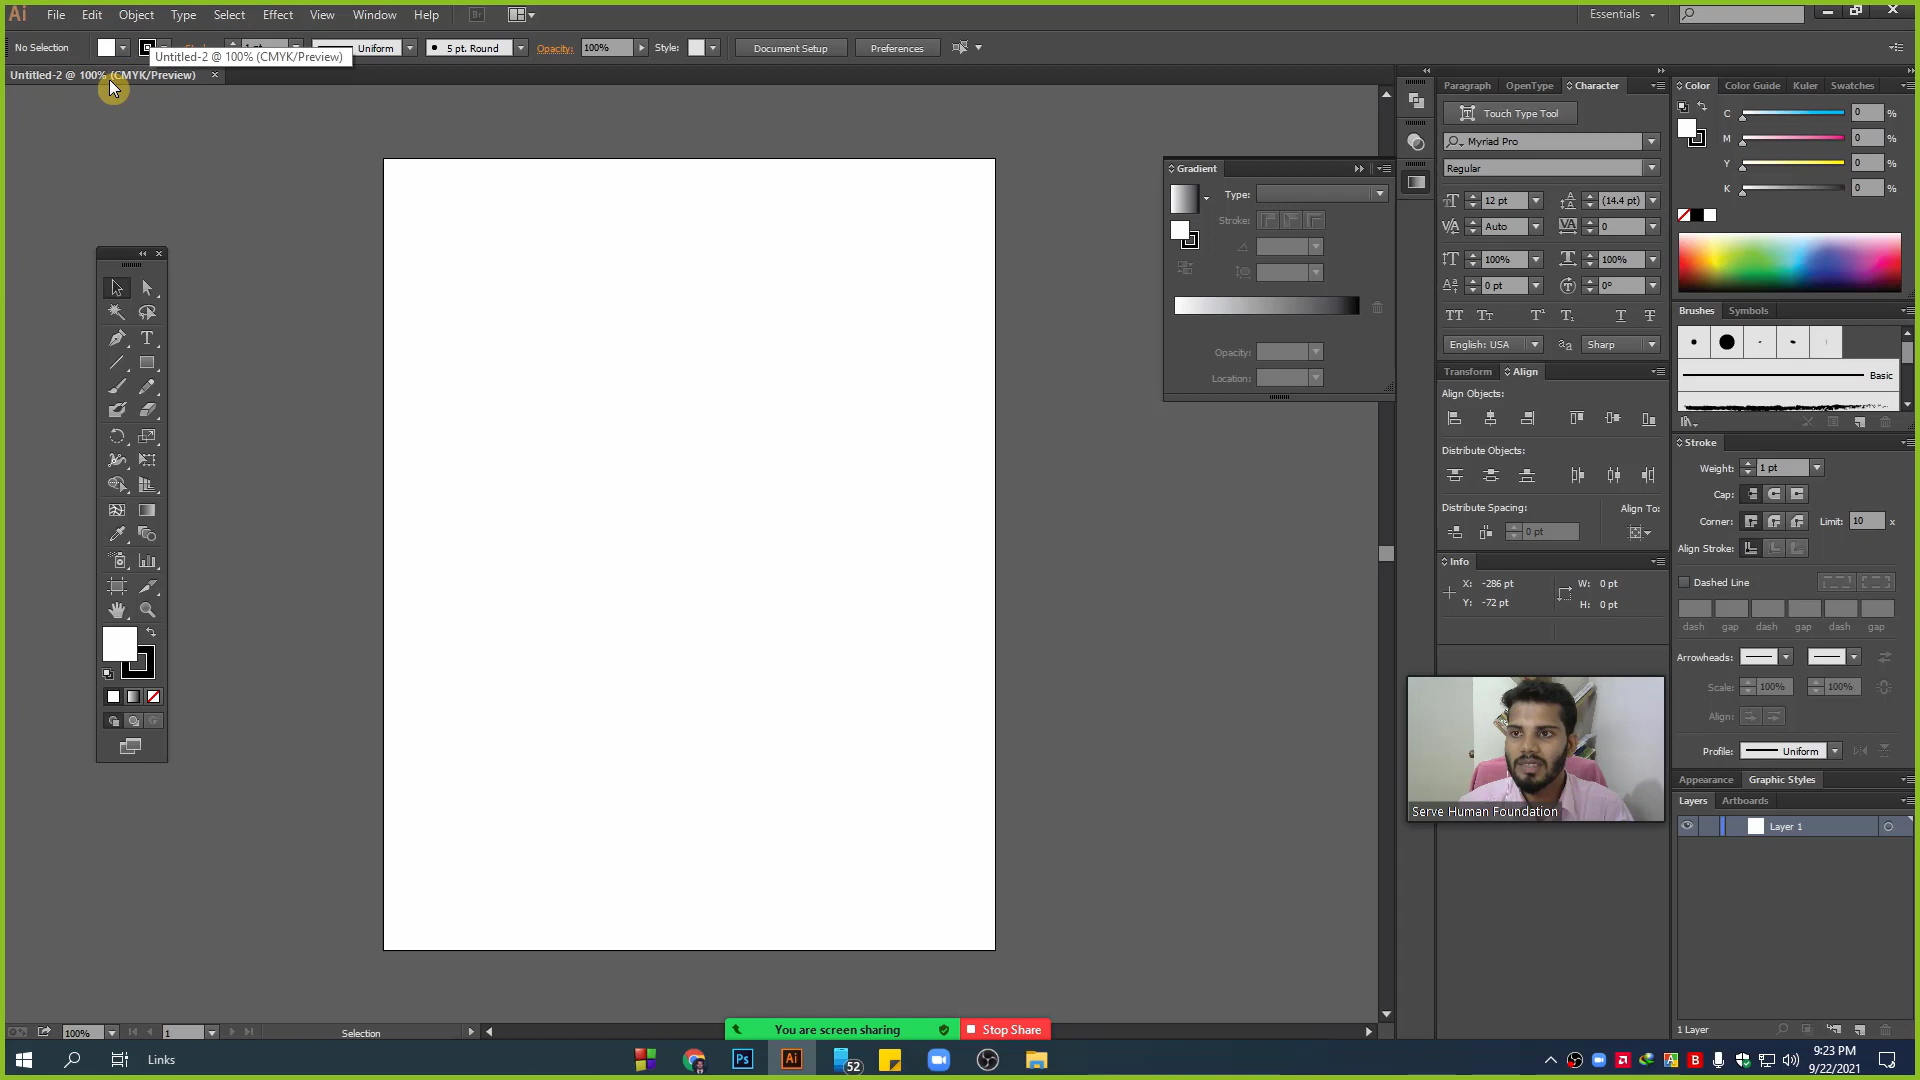 Ai File Edit Object Type Select Effect View Window Help Br Essentials
No Selection Uniform 5 pt. Round Opacity: 100% Style: Document Setup Preferences
Untitled-2 @ 100% (CMYK/Preview)
Untitled-2 @ 100% (CMYK/Preview)
Gradient
Type:
Stroke:
Opacity:
Location:
Paragraph OpenType Character
Touch Type Tool
Myriad Pro
Regular
12 pt (14.4 pt)
Auto 0
100% 100%
0 pt 0°
English: USA Sharp
Transform Align
Align Objects:
Distribute Objects:
Distribute Spacing: Align To:
0 pt
Info
X: -286 pt W: 0 pt
Y: -72 pt H: 0 pt
Serve Human Foundation
Color Color Guide Kuler Swatches
C 0 %
M 0 %
Y 0 %
K 0 %
Brushes Symbols
Basic
Stroke
Weight: 1 pt
Cap:
Corner: Limit: 10 x
Align Stroke:
Dashed Line
dash gap dash gap dash gap
Arrowheads:
Scale: 100% 100%
Align:
Profile: Uniform
Appearance Graphic Styles
Layers Artboards
Layer 1
1 Layer
100% 1 Selection
You are screen sharing Stop Share
Links Ps Ai 52
9:23 PM
9/22/2021